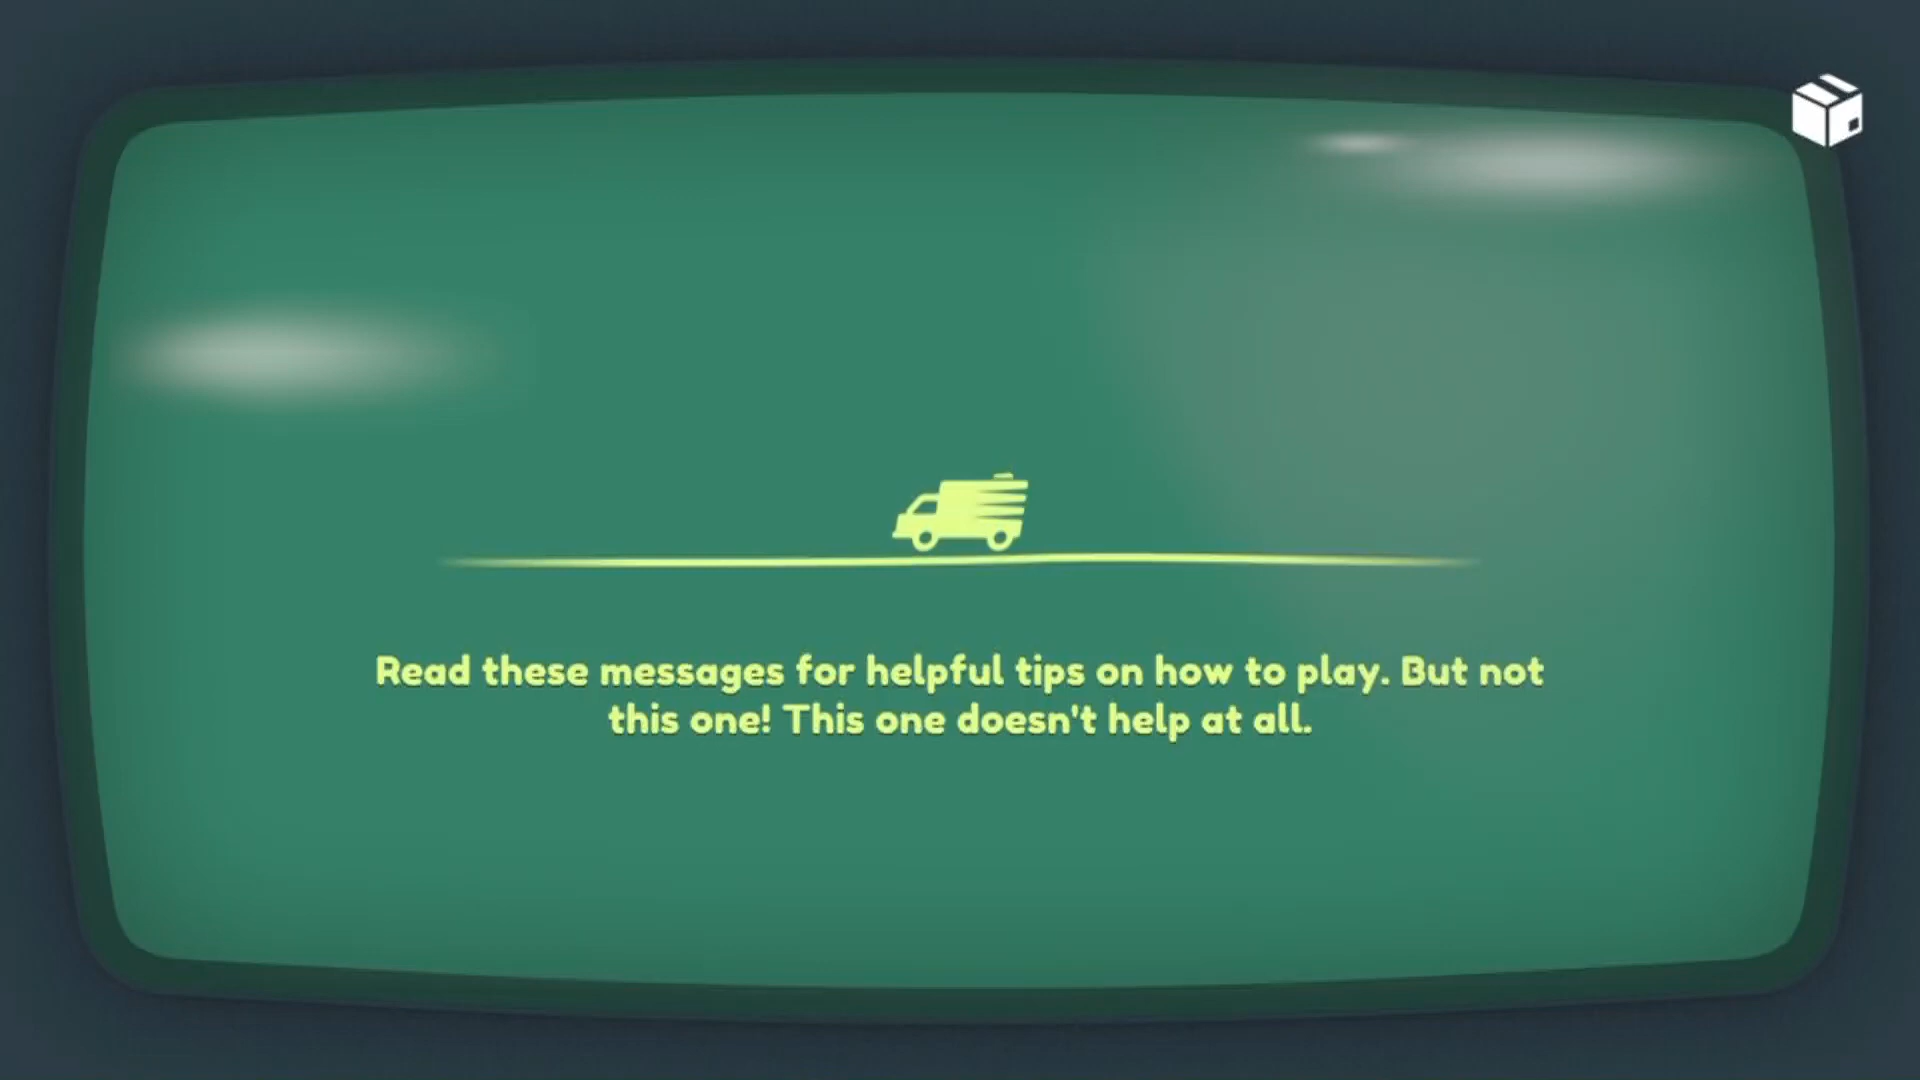 Read these messages for helpful tips on how to play. But not
this one! This one doesn't help at all.